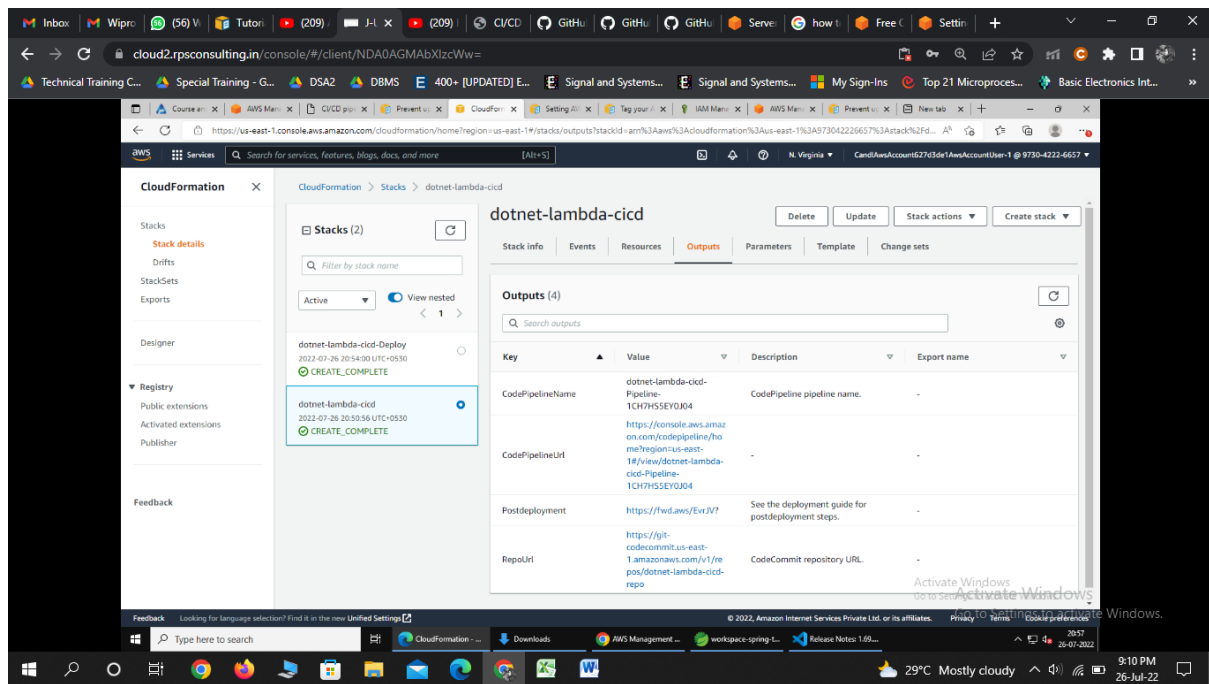 Inbox
Wipro
(56) W
Tutori
(209)
J-L
(209)
CI/CD
GitHu
GitHu
GitHu
Server
how t
Free C
Settin
cloud2.rpsconsulting.in/console/#/client/NDA0AGMAbXlzcWw=
Technical Training C...
Special Training - G...
DSA2
DBMS
400+ [UPDATED] E...
Signal and Systems...
Signal and Systems...
My Sign-Ins
Top 21 Microproces...
Basic Electronics Int...
»
Course an
AWS Man
CI/CD pip
Prevent u
CloudForm
Setting AV
Tag your A
IAM Mana
AWS Man
Prevent u
New tab
https://us-east-1.console.aws.amazon.com/cloudformation/home?region=us-east-1#/stacks/outputs?stackId=arn%3Aaws%3Acloudformation%3Aus-east-1%3A973042226657%3Astack%2Fd...
aws
Services
Search for services, features, blogs, docs, and more
[Alt+S]
N. Virginia ▼
CandIAwsAccount627d3de1AwsAccountUser-1 @ 9730-4222-6657 ▼
CloudFormation
Stacks
Stack details
Drifts
StackSets
Exports
Designer
Registry
Public extensions
Activated extensions
Publisher
Feedback
CloudFormation > Stacks > dotnet-lambda-cicd
Stacks (2)
Filter by stack name
Active
View nested
< 1 >
dotnet-lambda-cicd-Deploy
2022-07-26 20:54:00 UTC+0530
CREATE_COMPLETE
dotnet-lambda-cicd
2022-07-26 20:50:56 UTC+0530
CREATE_COMPLETE
dotnet-lambda-cicd
Delete
Update
Stack actions ▼
Create stack ▼
Stack info
Events
Resources
Outputs
Parameters
Template
Change sets
Outputs (4)
Search outputs
Key
Value
Description
Export name
CodePipelineName
dotnet-lambda-cicd-
Pipeline-
1CH7HS5EY0J04
CodePipeline pipeline name.
-
CodePipelineUrl
https://console.aws.amaz
on.com/codepipeline/ho
me?region=us-east-
1#/view/dotnet-lambda-
cicd-Pipeline-
1CH7HS5EY0J04
-
-
Postdeployment
https://fwd.aws/EvrJV?
See the deployment guide for
postdeployment steps.
-
RepoUrl
https://git-
codecommit.us-east-
1.amazonaws.com/v1/re
pos/dotnet-lambda-cicd-
repo
CodeCommit repository URL.
-
Activate Windows
Activate Windows
Go to Settings to activate Windows.
Feedback
Looking for language selection? Find it in the new Unified Settings
© 2022, Amazon Internet Services Private Ltd. or its affiliates.
Privacy
Terms
Cookie preferences
Type here to search
CloudFormation - ...
Downloads
AWS Management ...
workspace-spring-t...
Release Notes: 1.69....
20:57
26-07-2022
29°C Mostly cloudy
9:10 PM
26-Jul-22